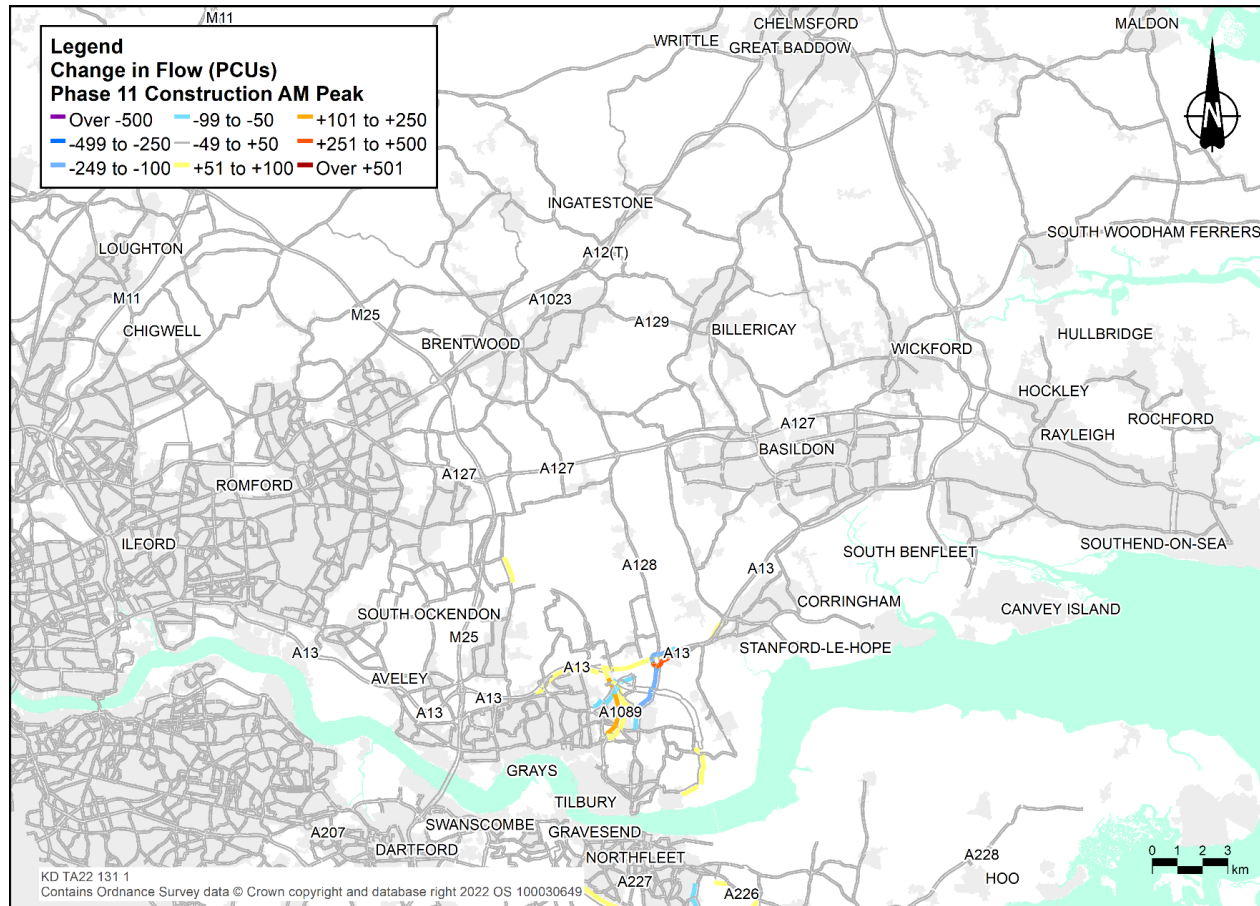 M11
CHELMSFORD
MALDON
WRITTLE
GREAT BADDOW
Legend
Change in Flow (PCUs)
Phase 11 Construction AM Peak
Over -500
-99 to -50
+101 to +250
-499 to -250
-49 to +50
+251 to +500
-249 to -100
+51 to +100
Over +501
N
INGATESTONE
LOUGHTON
SOUTH WOODHAM FERRERS
A12(T)
M11
A1023
M25
CHIGWELL
A129
BILLERICAY
HULLBRIDGE
BRENTWOOD
WICKFORD
HOCKLEY
ROCHFORD
A127
RAYLEIGH
BASILDON
A127
A127
ROMFORD
ILFORD
SOUTHEND-ON-SEA
SOUTH BENFLEET
A128
A13
CORRINGHAM
CANVEY ISLAND
SOUTH OCKENDON
M25
STANFORD-LE-HOPE
A13
A13
A13
AVELEY
A13
A13
A1089
GRAYS
TILBURY
SWANSCOMBE
GRAVESEND
A207
DARTFORD
NORTHFLEET
A228
HOO
A227
A226
0 1 2 3
km
KD TA22 131 1
Contains Ordnance Survey data © Crown copyright and database right 2022 OS 100030649